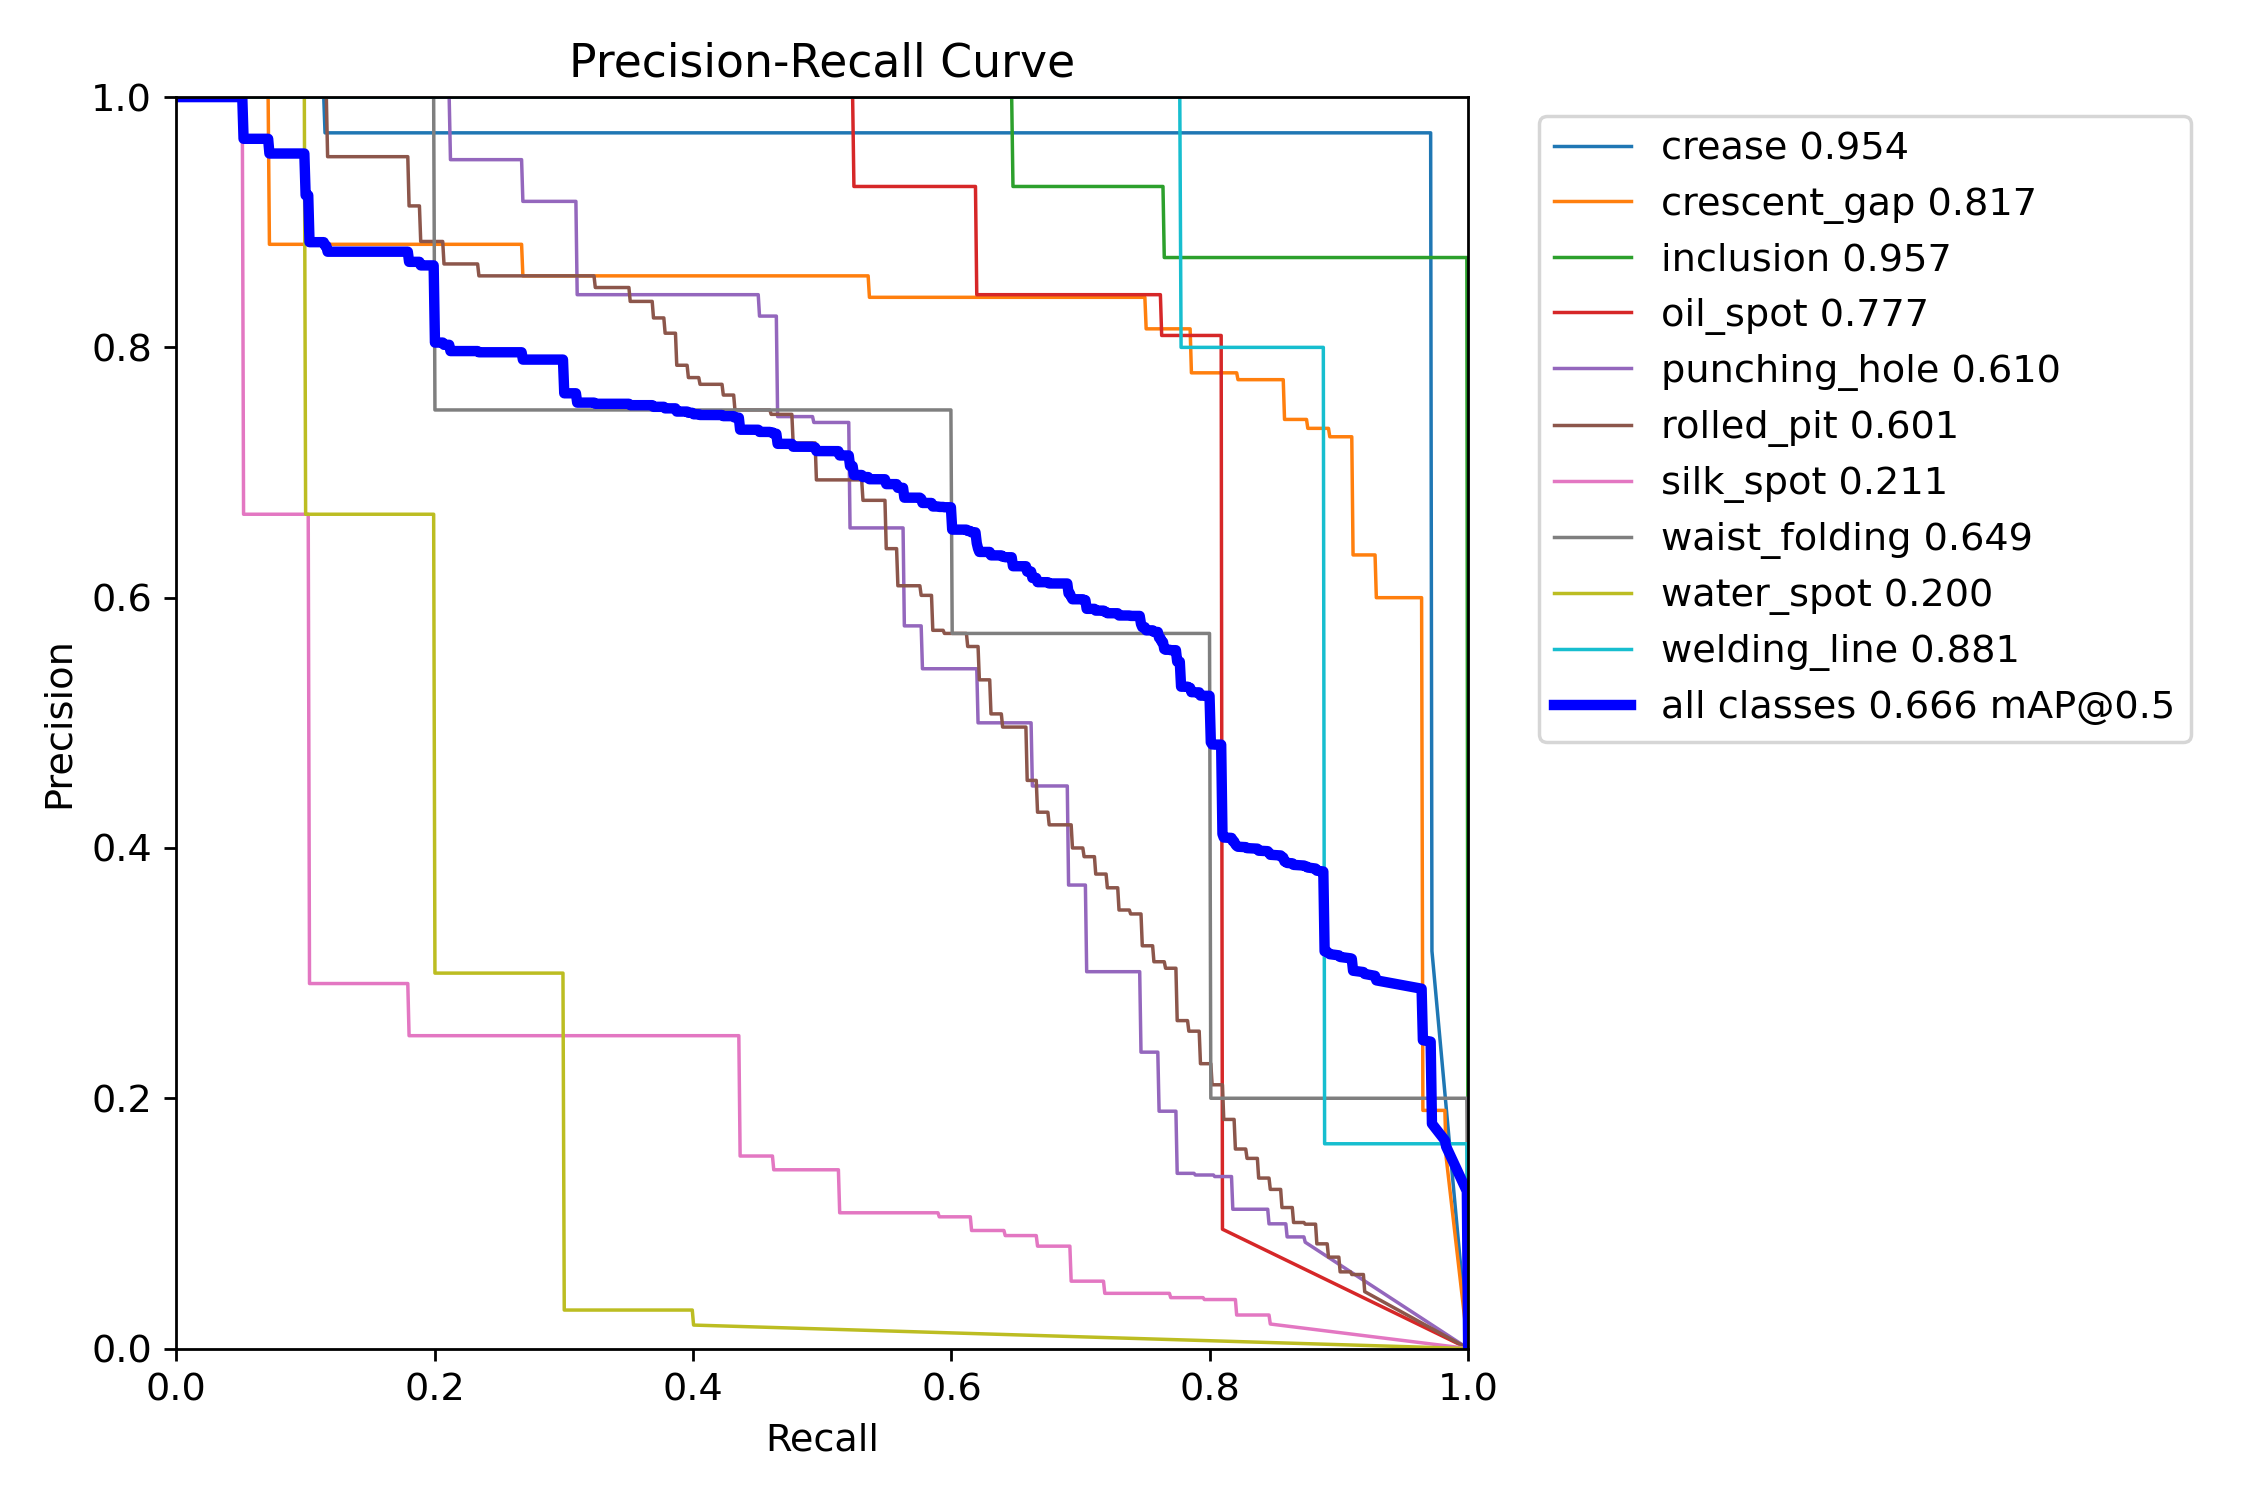 Precision-Recall Curve
1.0
0.8
0.6
0.4
0.2
0.0
Precision
0.0 0.2 0.4 0.6 0.8 1.0
Recall
crease 0.954
crescent_gap 0.817
inclusion 0.957
oil_spot 0.777
punching_hole 0.610
rolled_pit 0.601
silk_spot 0.211
waist_folding 0.649
water_spot 0.200
welding_line 0.881
all classes 0.666 mAP@0.5